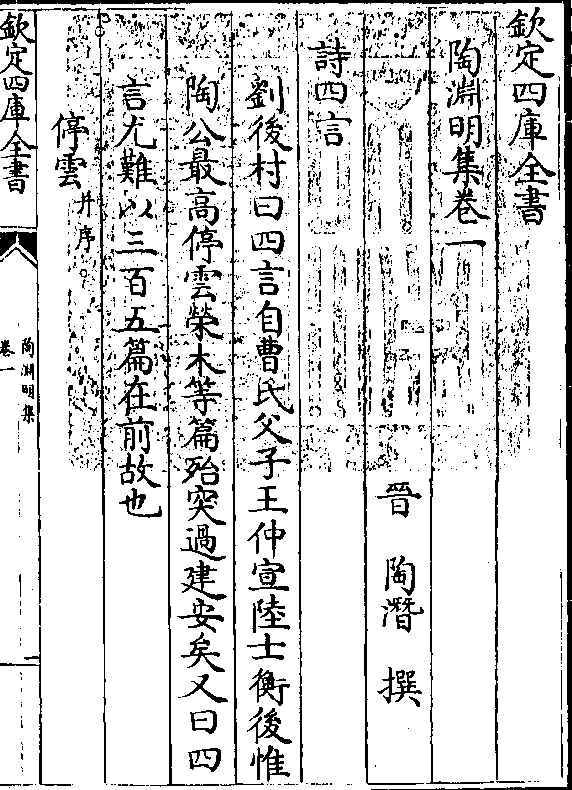 欽定四庫全書
陶淵明集卷一
晉 陶潛 撰
詩四言
劉後村曰四言自曹氏父子王仲宣陸士衡後惟
陶公最高停雲榮木等篇殆突過建安矣又曰四
言尤難以三百五篇在前故也
停雲 并序
欽定四庫全書
陶淵明集
卷一